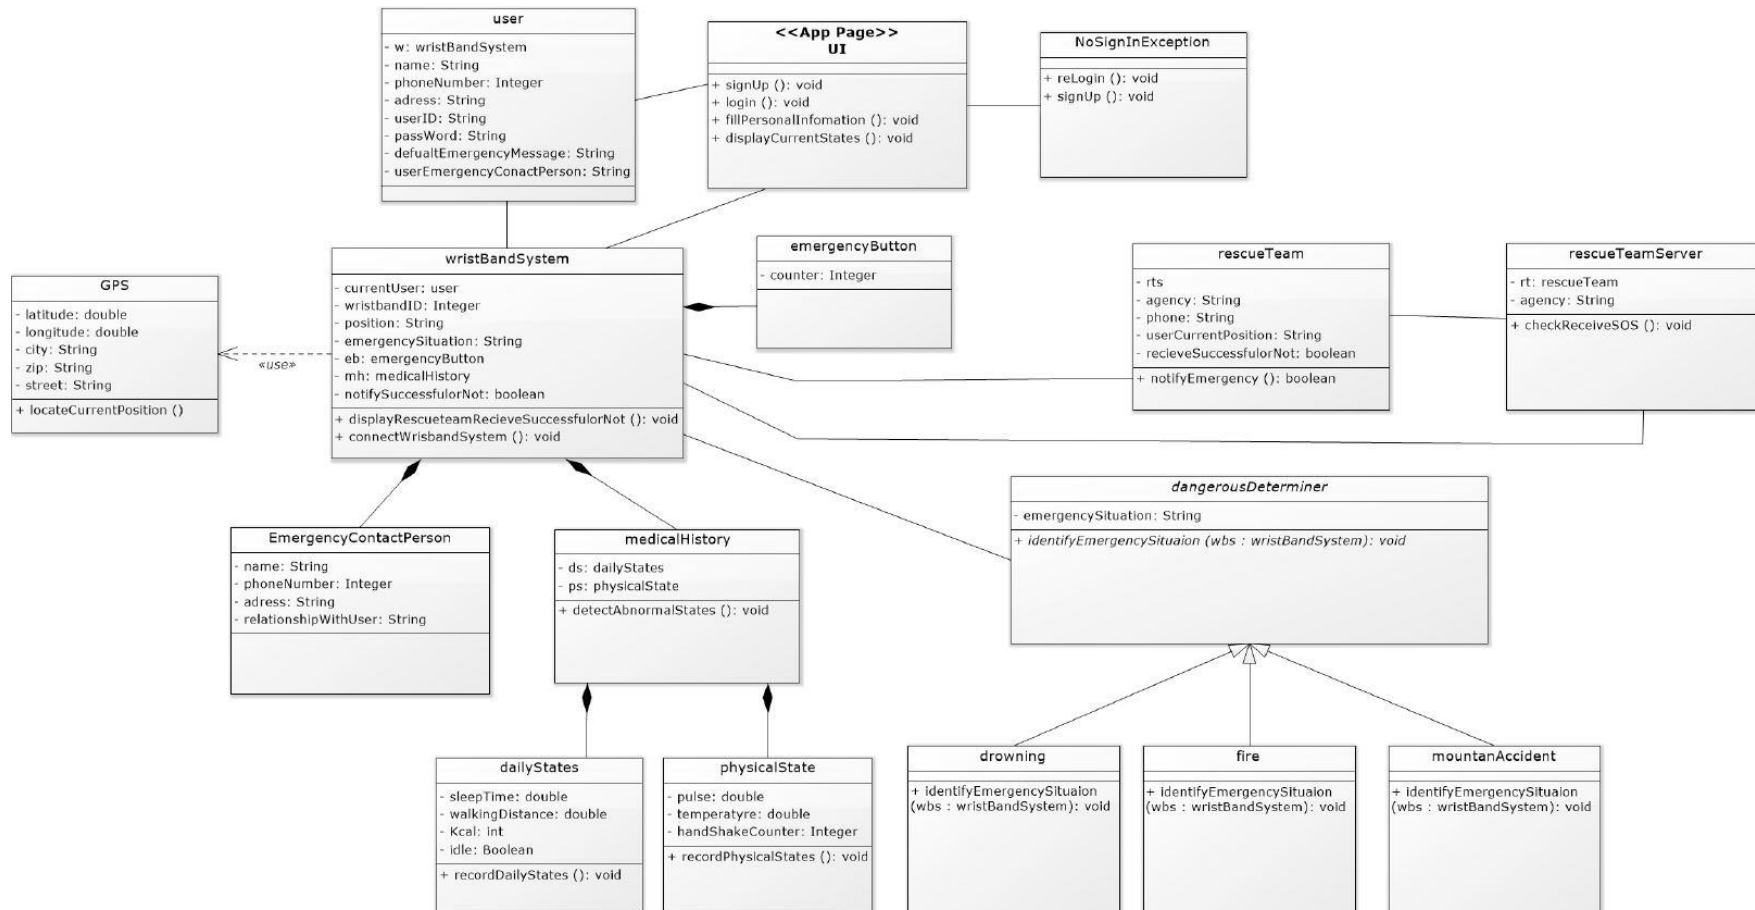 user
- w: wristBandSystem
- name: String
- phoneNumber: Integer
- adress: String
- userID: String
- passWord: String
- defualtEmergencyMessage: String
- userEmergencyConactPerson: String
<<App Page>>
UI
+ signUp (): void
+ login (): void
+ fillPersonalInfomation (): void
+ displayCurrentStates (): void
NoSignInException
+ reLogin (): void
+ signUp (): void
GPS
- latitude: double
- longitude: double
- city: String
- zip: String
- street: String
+ locateCurrentPosition ()
«use»
wristBandSystem
- currentUser: user
- wristbandID: Integer
- position: String
- emergencySituation: String
- eb: emergencyButton
- mh: medicalHistory
- notifySuccessfulorNot: boolean
+ displayRescueteamRecieveSuccessfulorNot (): void
+ connectWrisbandSystem (): void
emergencyButton
- counter: Integer
rescueTeam
- rts
- agency: String
- phone: String
- userCurrentPosition: String
- recieveSuccessfulorNot: boolean
+ notifyEmergency (): boolean
rescueTeamServer
- rt: rescueTeam
- agency: String
+ checkReceiveSOS (): void
EmergencyContactPerson
- name: String
- phoneNumber: Integer
- adress: String
- relationshipWithUser: String
medicalHistory
- ds: dailyStates
- ps: physicalState
+ detectAbnormalStates (): void
dangerousDeterminer
- emergencySituation: String
+ identifyEmergencySituaion (wbs : wristBandSystem): void
dailyStates
- sleepTime: double
- walkingDistance: double
- Kcal: int
- idle: Boolean
+ recordDailyStates (): void
physicalState
- pulse: double
- temperatyre: double
- handShakeCounter: Integer
+ recordPhysicalStates (): void
drowning
+ identifyEmergencySituaion
(wbs : wristBandSystem): void
fire
+ identifyEmergencySituaion
(wbs : wristBandSystem): void
mountanAccident
+ identifyEmergencySituaion
(wbs : wristBandSystem): void